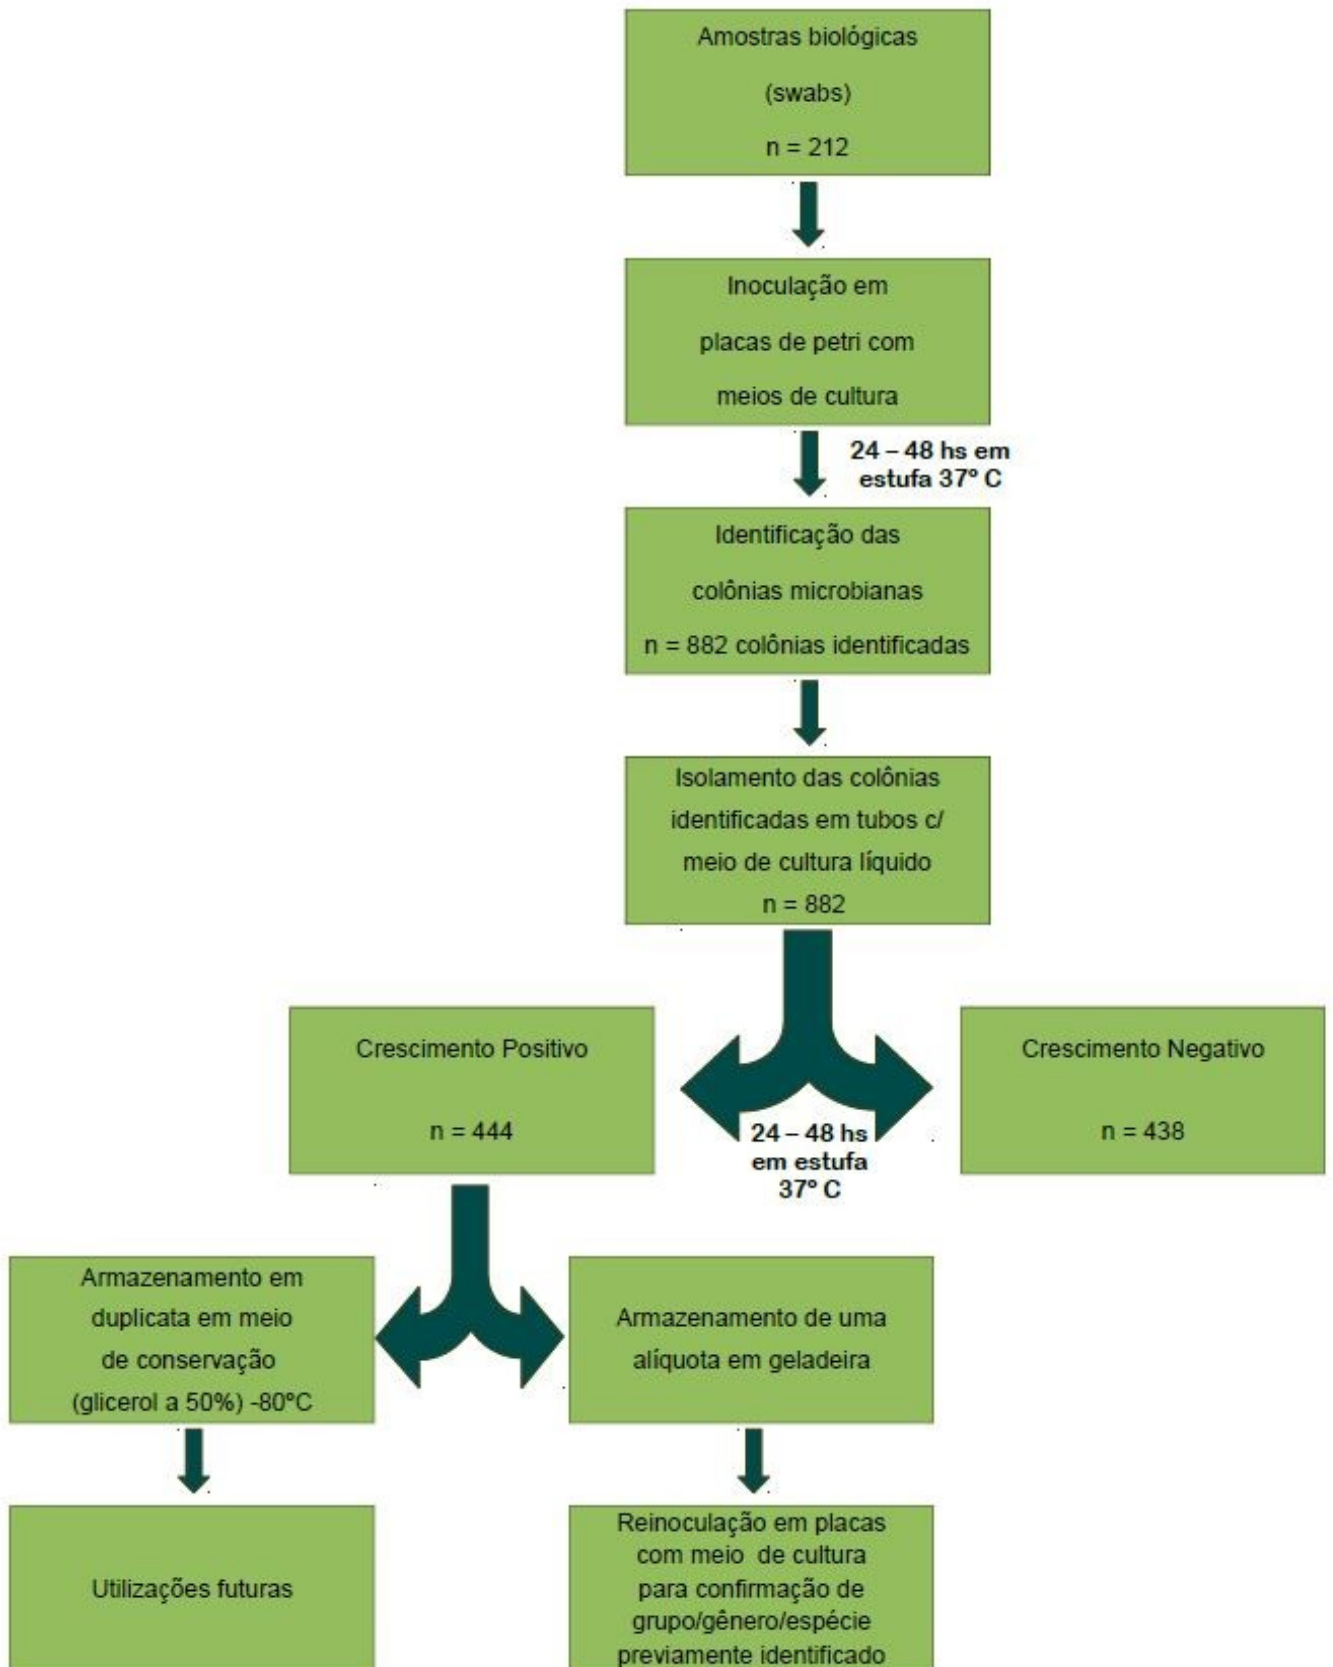 Amostras biológicas
(swabs)
n = 212
Inoculação em
placas de petri com
meios de cultura
24 – 48 hs em
estufa 37º C
Identificação das
colônias microbianas
n = 882 colônias identificadas
Isolamento das colônias
identificadas em tubos c/
meio de cultura líquido
n = 882
Crescimento Positivo
n = 444
24 – 48 hs
em estufa
37º C
Crescimento Negativo
n = 438
Armazenamento em
duplicata em meio
de conservação
(glicerol a 50%) -80ºC
Armazenamento de uma
alíquota em geladeira
Utilizações futuras
Reinoculação em placas
com meio de cultura
para confirmação de
grupo/gênero/espécie
previamente identificado